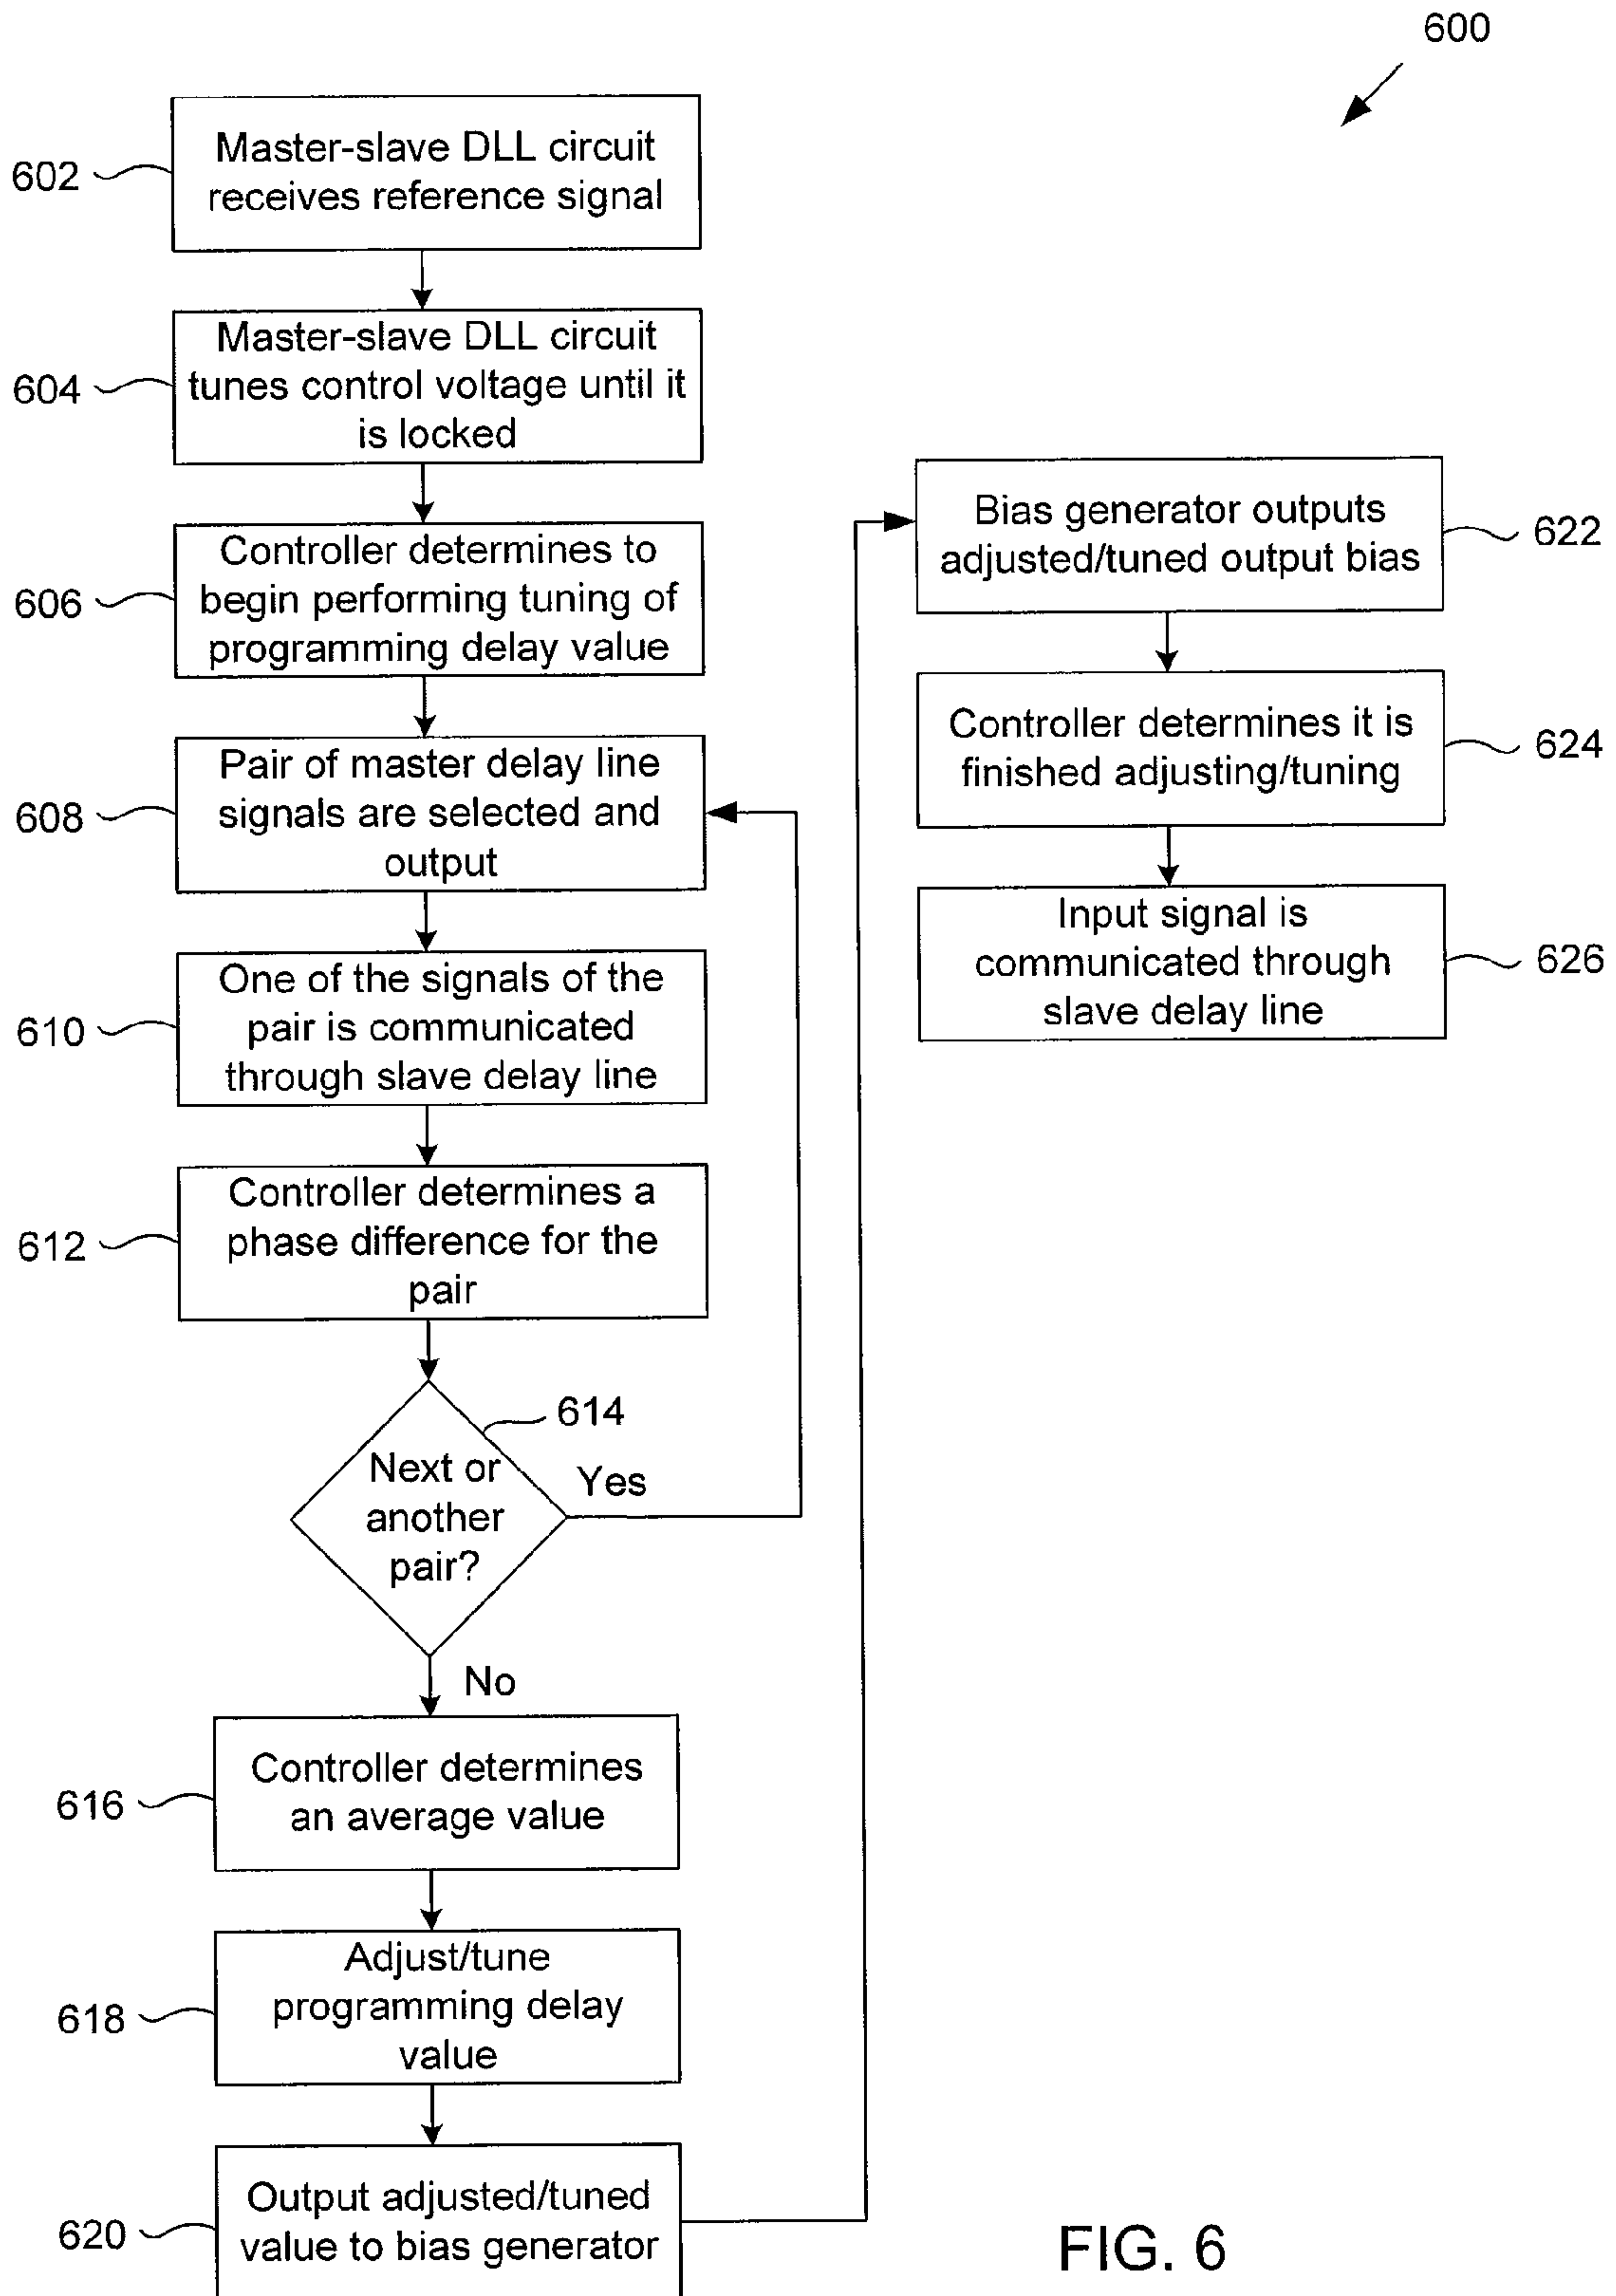 600
602
Master-slave DLL circuit
receives reference signal
604
Master-slave DLL circuit
tunes control voltage until it
is locked
606
Controller determines to
begin performing tuning of
programming delay value
608
Pair of master delay line
signals are selected and
output
610
One of the signals of the
pair is communicated
through slave delay line
612
Controller determines a
phase difference for the
pair
614
Next or
another
pair?
Yes
No
616
Controller determines
an average value
618
Adjust/tune
programming delay
value
620
Output adjusted/tuned
value to bias generator
Bias generator outputs
adjusted/tuned output bias
622
Controller determines it is
finished adjusting/tuning
624
Input signal is
communicated through
slave delay line
626
FIG. 6